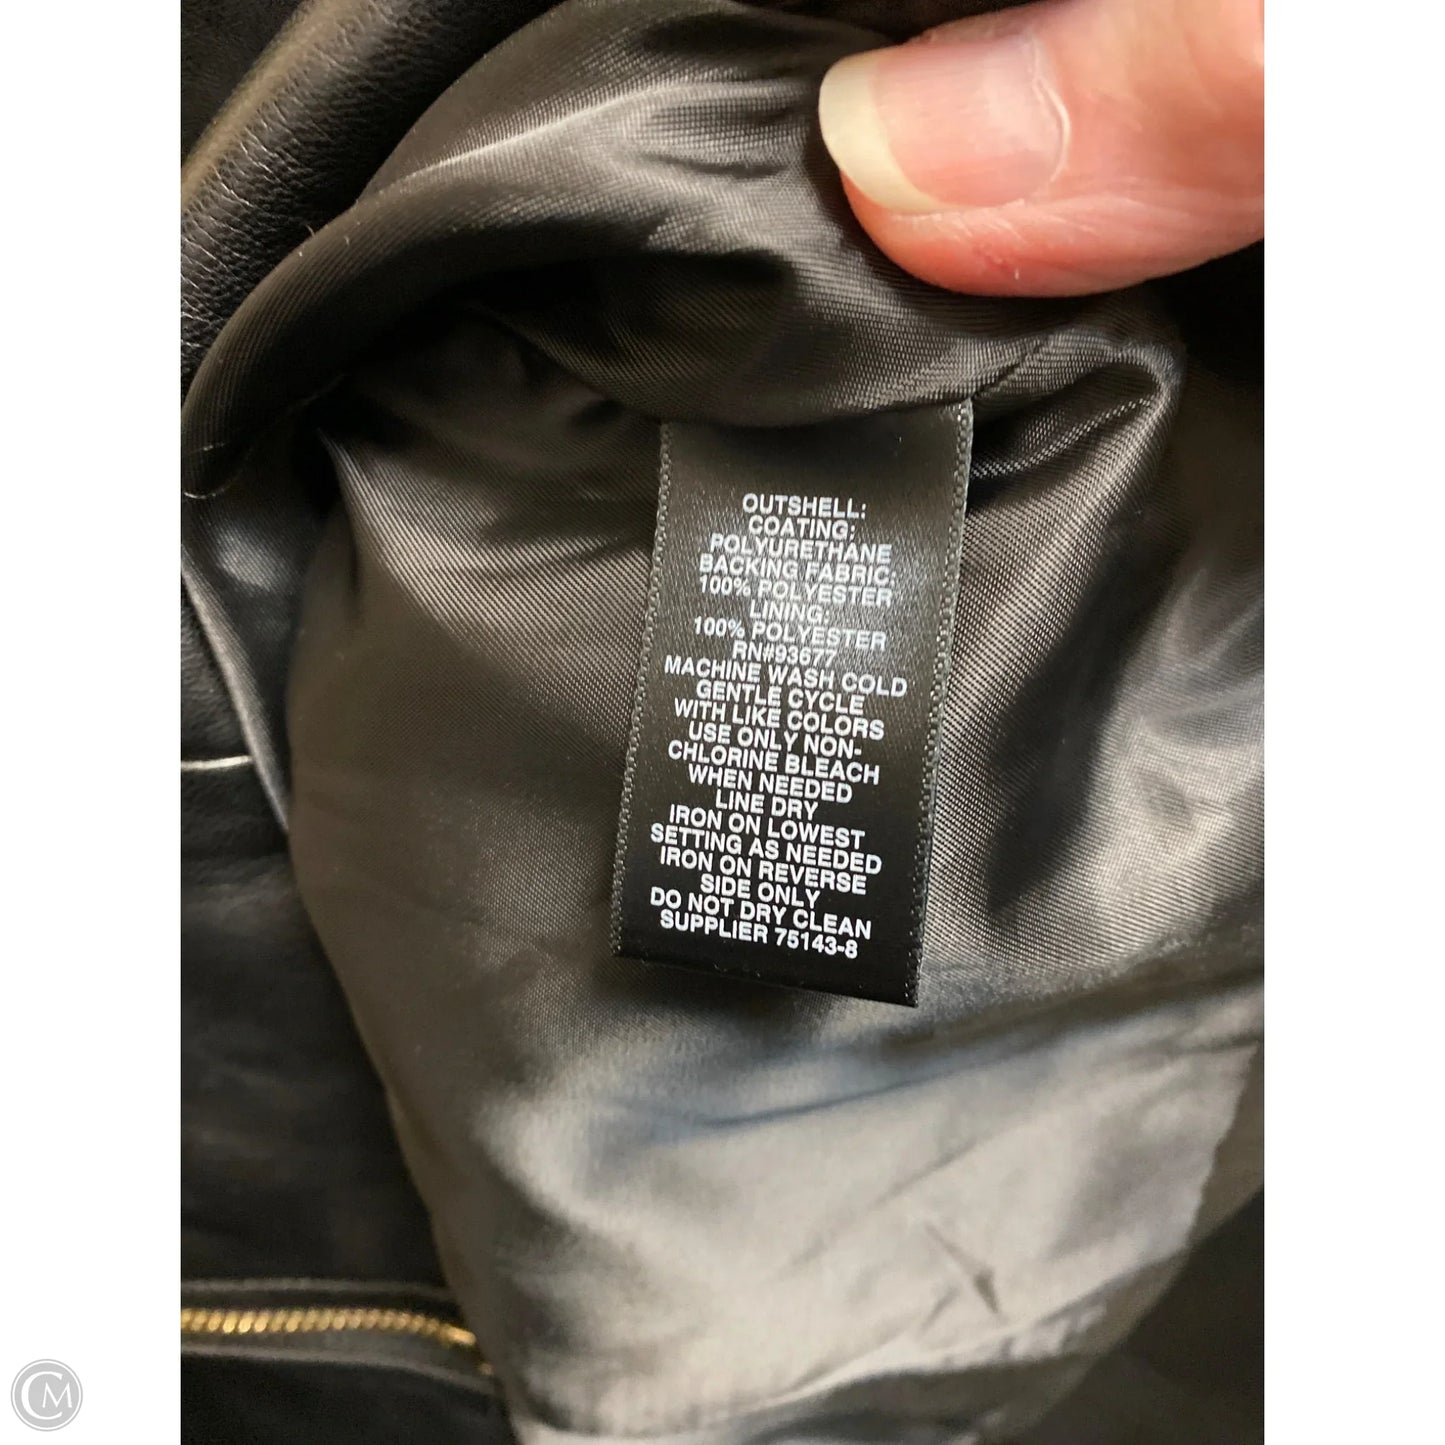 OUTSHELL:
COATING:
POLYURETHANE
BACKING FABRIC:
100% POLYESTER
LINING:
100% POLYESTER
RN#93677
MACHINE WASH COLD
GENTLE CYCLE
WITH LIKE COLORS
USE ONLY NON-
CHLORINE BLEACH
WHEN NEEDED
LINE DRY
IRON ON LOWEST
SETTING AS NEEDED
IRON ON REVERSE
SIDE ONLY
DO NOT DRY CLEAN
SUPPLIER 75143-8
CM